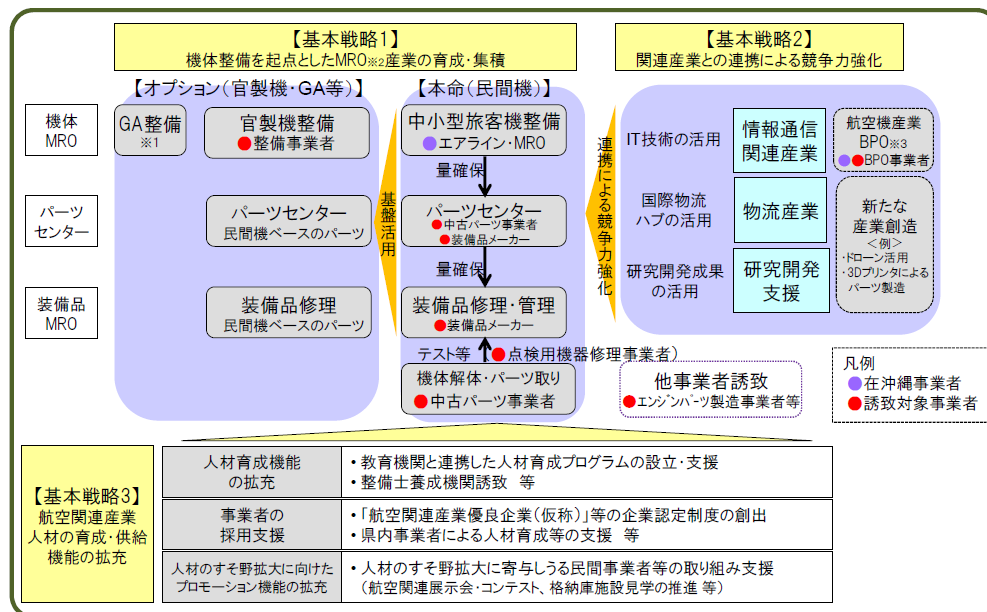 【基本戦略1】
機体整備を起点としたMRO※2産業の育成・集積
【基本戦略2】
関連産業との連携による競争力強化
【オプション(官製機・GA等)】
【本命(民間機)】
機体
MRO
GA整備
※1
官製機整備
●整備事業者
中小型旅客機整備
●エアライン・MRO
量確保
パーツ
センター
パーツセンター
民間機ベースのパーツ
基盤活用
パーツセンター
●中古パーツ事業者
●装備品メーカー
量確保
装備品
MRO
装備品修理
民間機ベースのパーツ
装備品修理・管理
●装備品メーカー
テスト等 (●点検用機器修理事業者)
機体解体・パーツ取り
●中古パーツ事業者
連携による競争力強化
IT技術の活用
情報通信
関連産業
航空機産業
BPO※3
●●BPO事業者
国際物流
ハブの活用
物流産業
新たな
産業創造
<例>
・ドローン活用
・3Dプリンタによる
パーツ製造
研究開発成果
の活用
研究開発
支援
他事業者誘致
●エンジンパーツ製造事業者等
凡例
●在沖縄事業者
●誘致対象事業者
【基本戦略3】
航空関連産業
人材の育成・供給
機能の拡充
人材育成機能
の拡充
・教育機関と連携した人材育成プログラムの設立・支援
・整備士養成機関誘致 等
事業者の
採用支援
・「航空関連産業優良企業(仮称)」等の企業認定制度の創出
・県内事業者による人材育成等の支援 等
人材のすそ野拡大に向けた
プロモーション機能の拡充
・人材のすそ野拡大に寄与しうる民間事業者等の取り組み支援
(航空関連展示会・コンテスト、格納庫施設見学の推進 等)